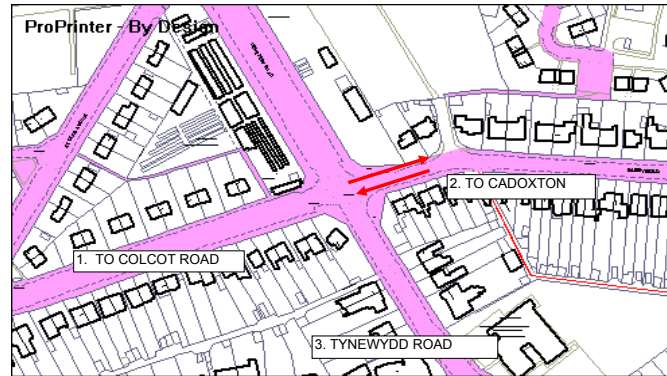 ProPrinter - By Design
2. TO CADOXTON
1. TO COLCOT ROAD
3. TYNEWYDD ROAD